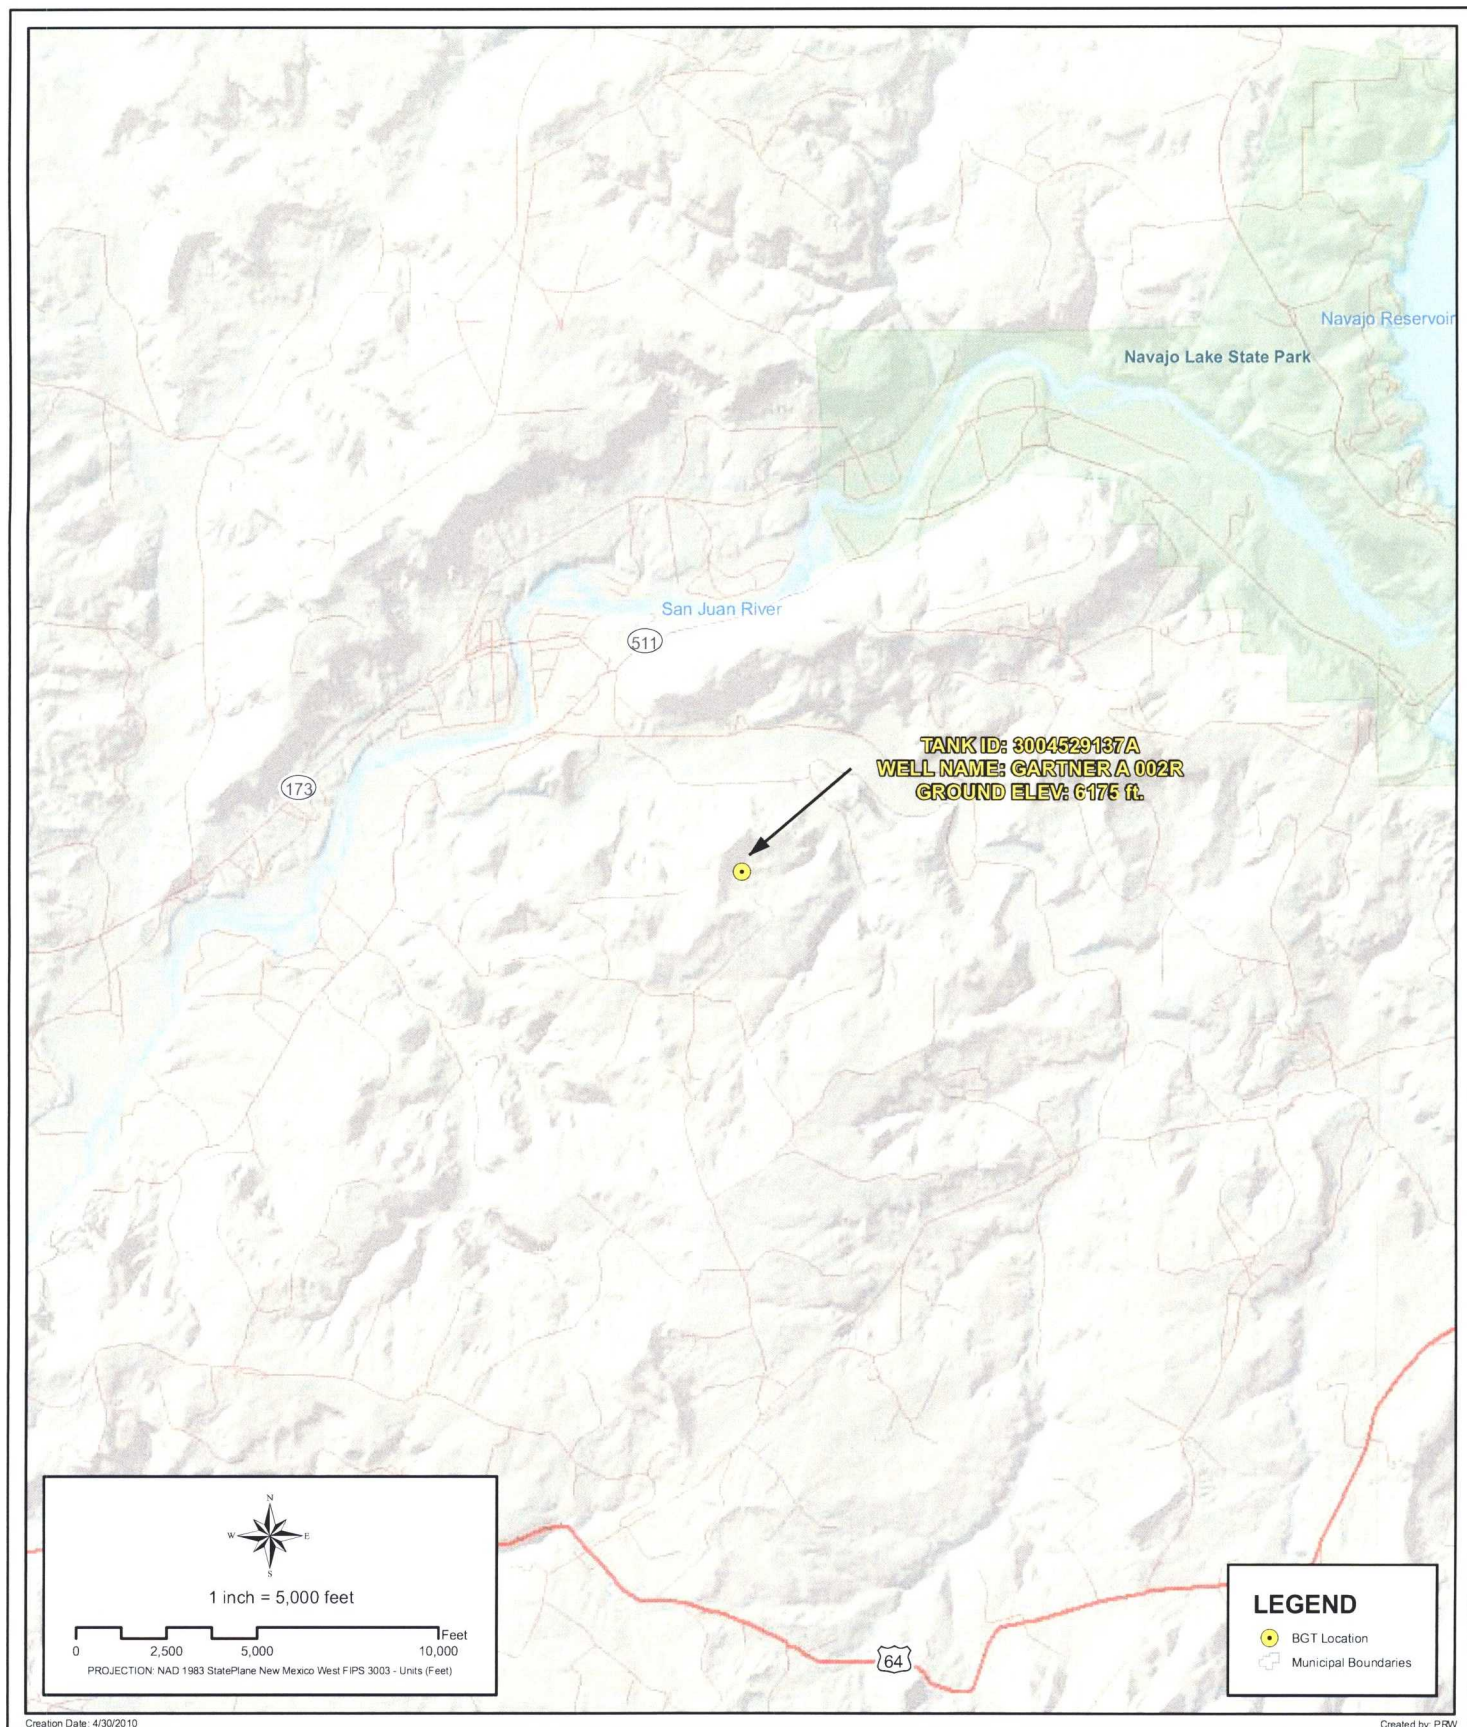 Navajo Reservoir
Navajo Lake State Park
San Juan River
511
TANK ID: 3004529137A
WELL NAME: GARTNER A 002R
GROUND ELEV: 6175 ft.
173
N
W E
S
1 inch = 5,000 feet
Feet
0 2,500 5,000 10,000
PROJECTION: NAD 1983 StatePlane New Mexico West FIPS 3003 - Units (Feet)
64
LEGEND
BGT Location
Municipal Boundaries
Creation Date: 4/30/2010
Created by: PRW